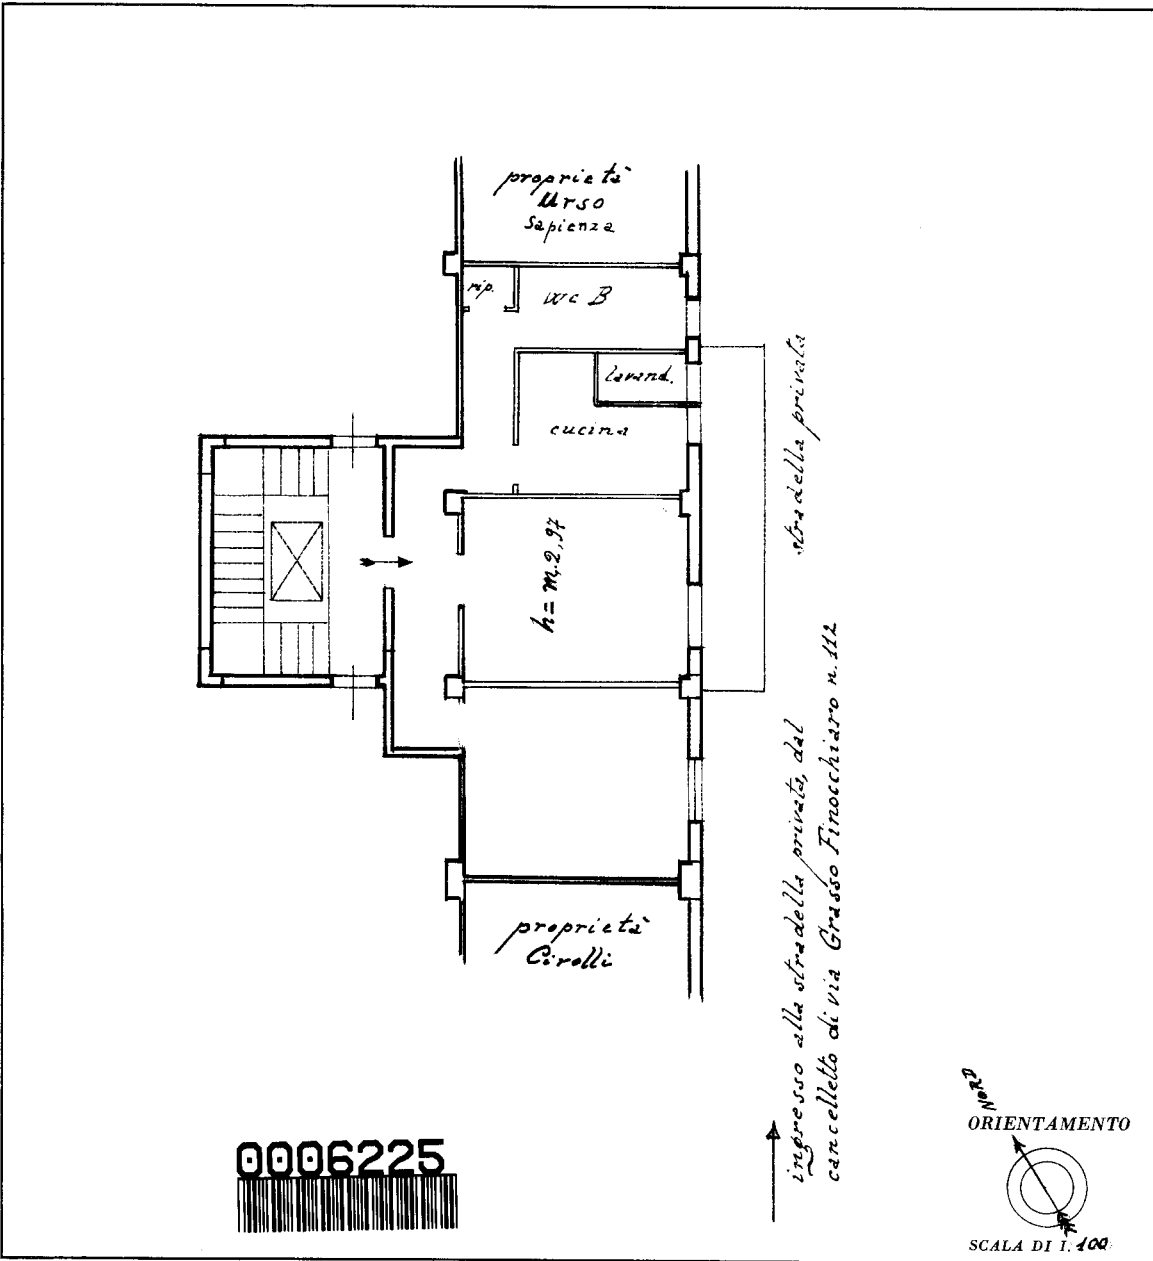 proprietà
Urso
Sapienza
rip.
wc B
lavand.
cucina
h = m. 2,97
stradella privata
proprietà
Cirelli
ingresso alla stradella privata, dal
cancelletto di via Grasso Finocchiaro n. 112
0006225
NORD
ORIENTAMENTO
SCALA DI 1. 100